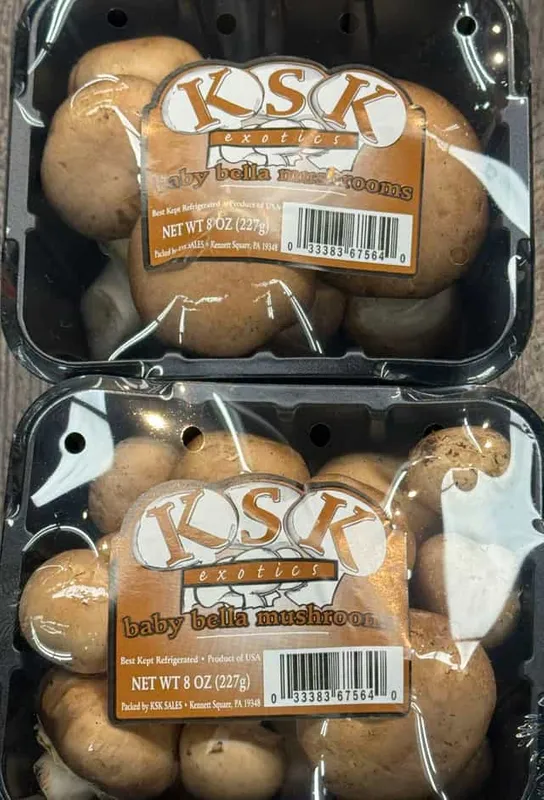 KSK
exotics
baby bella mushrooms
Best Kept Refrigerated • Product of USA
NET WT 8 OZ (227g)
Packed by KSK SALES • Kennett Square, PA 19348
0 33383 67564 0
KSK
exotics
baby bella mushroom
Best Kept Refrigerated • Product of USA
NET WT 8 OZ (227g)
Packed by KSK SALES • Kennett Square, PA 19348
0 33383 67564 0